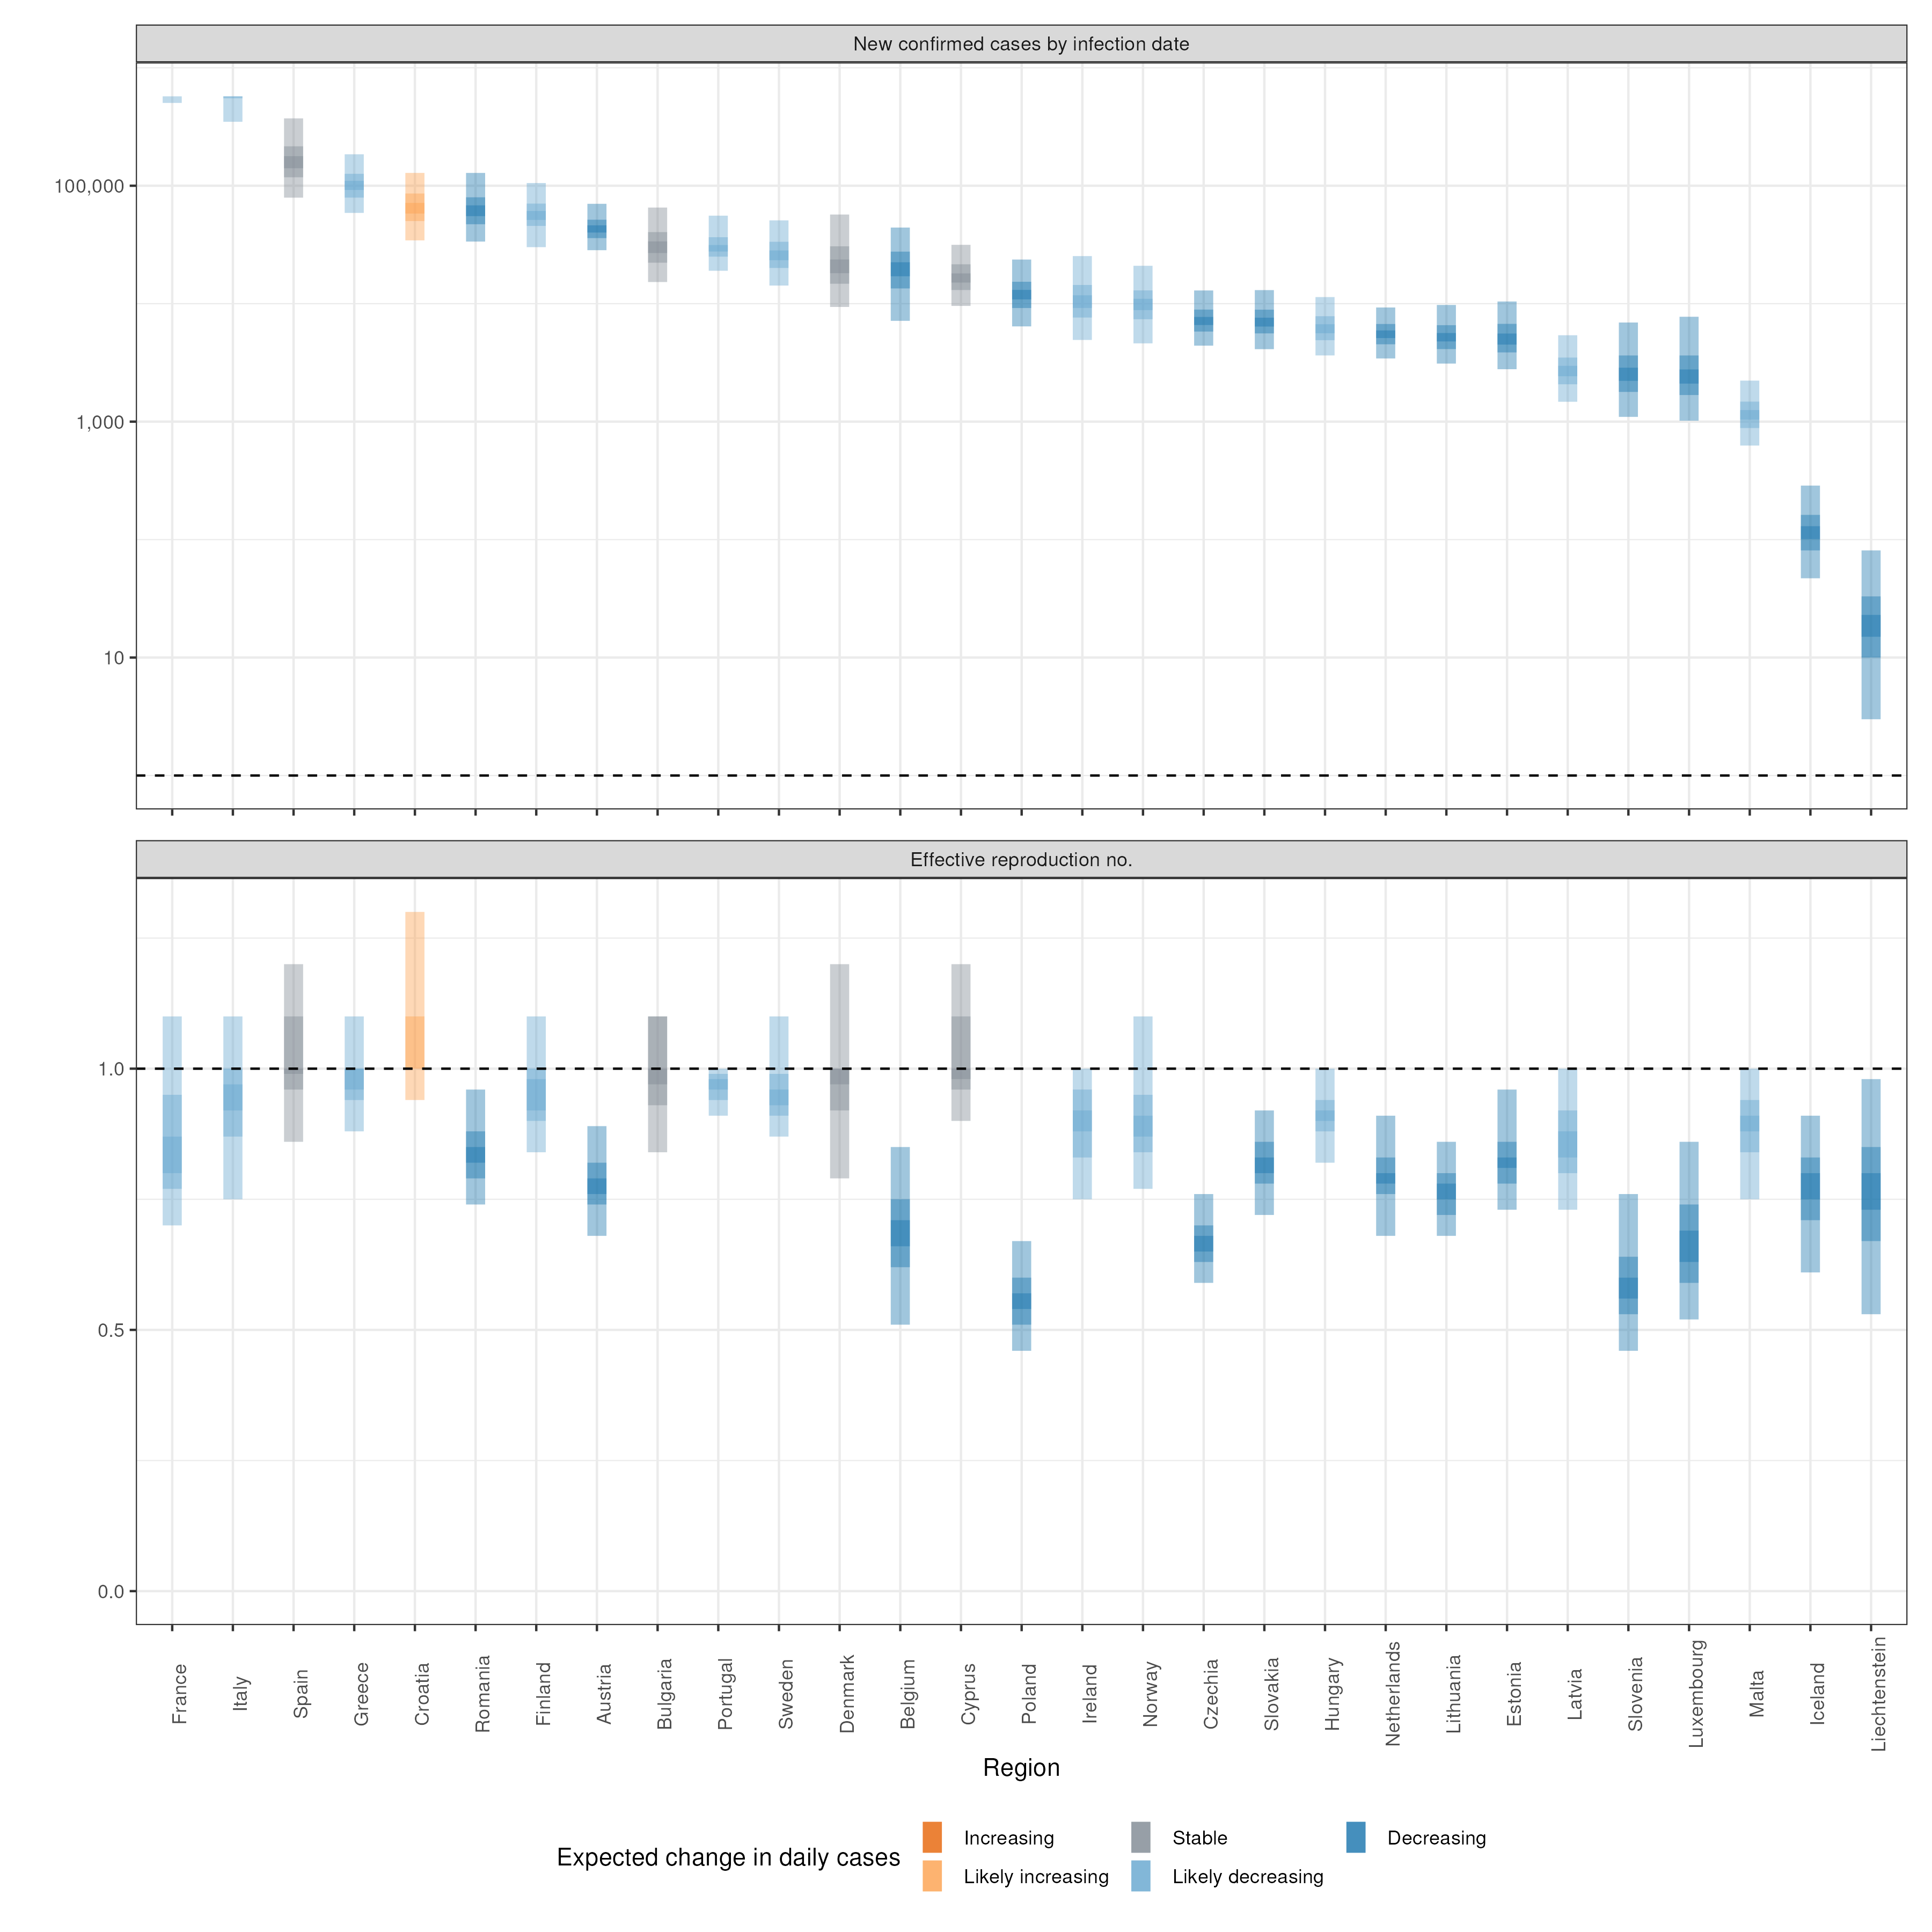 New confirmed cases by infection date
100,000
1,000
10
Effective reproduction no.
1.0
0.5
0.0
France
Italy
Spain
Greece
Croatia
Romania
Finland
Austria
Bulgaria
Portugal
Sweden
Denmark
Belgium
Cyprus
Poland
Ireland
Norway
Czechia
Slovakia
Hungary
Netherlands
Lithuania
Estonia
Latvia
Slovenia
Luxembourg
Malta
Iceland
Liechtenstein
Region
Expected change in daily cases
Increasing
Likely increasing
Stable
Likely decreasing
Decreasing